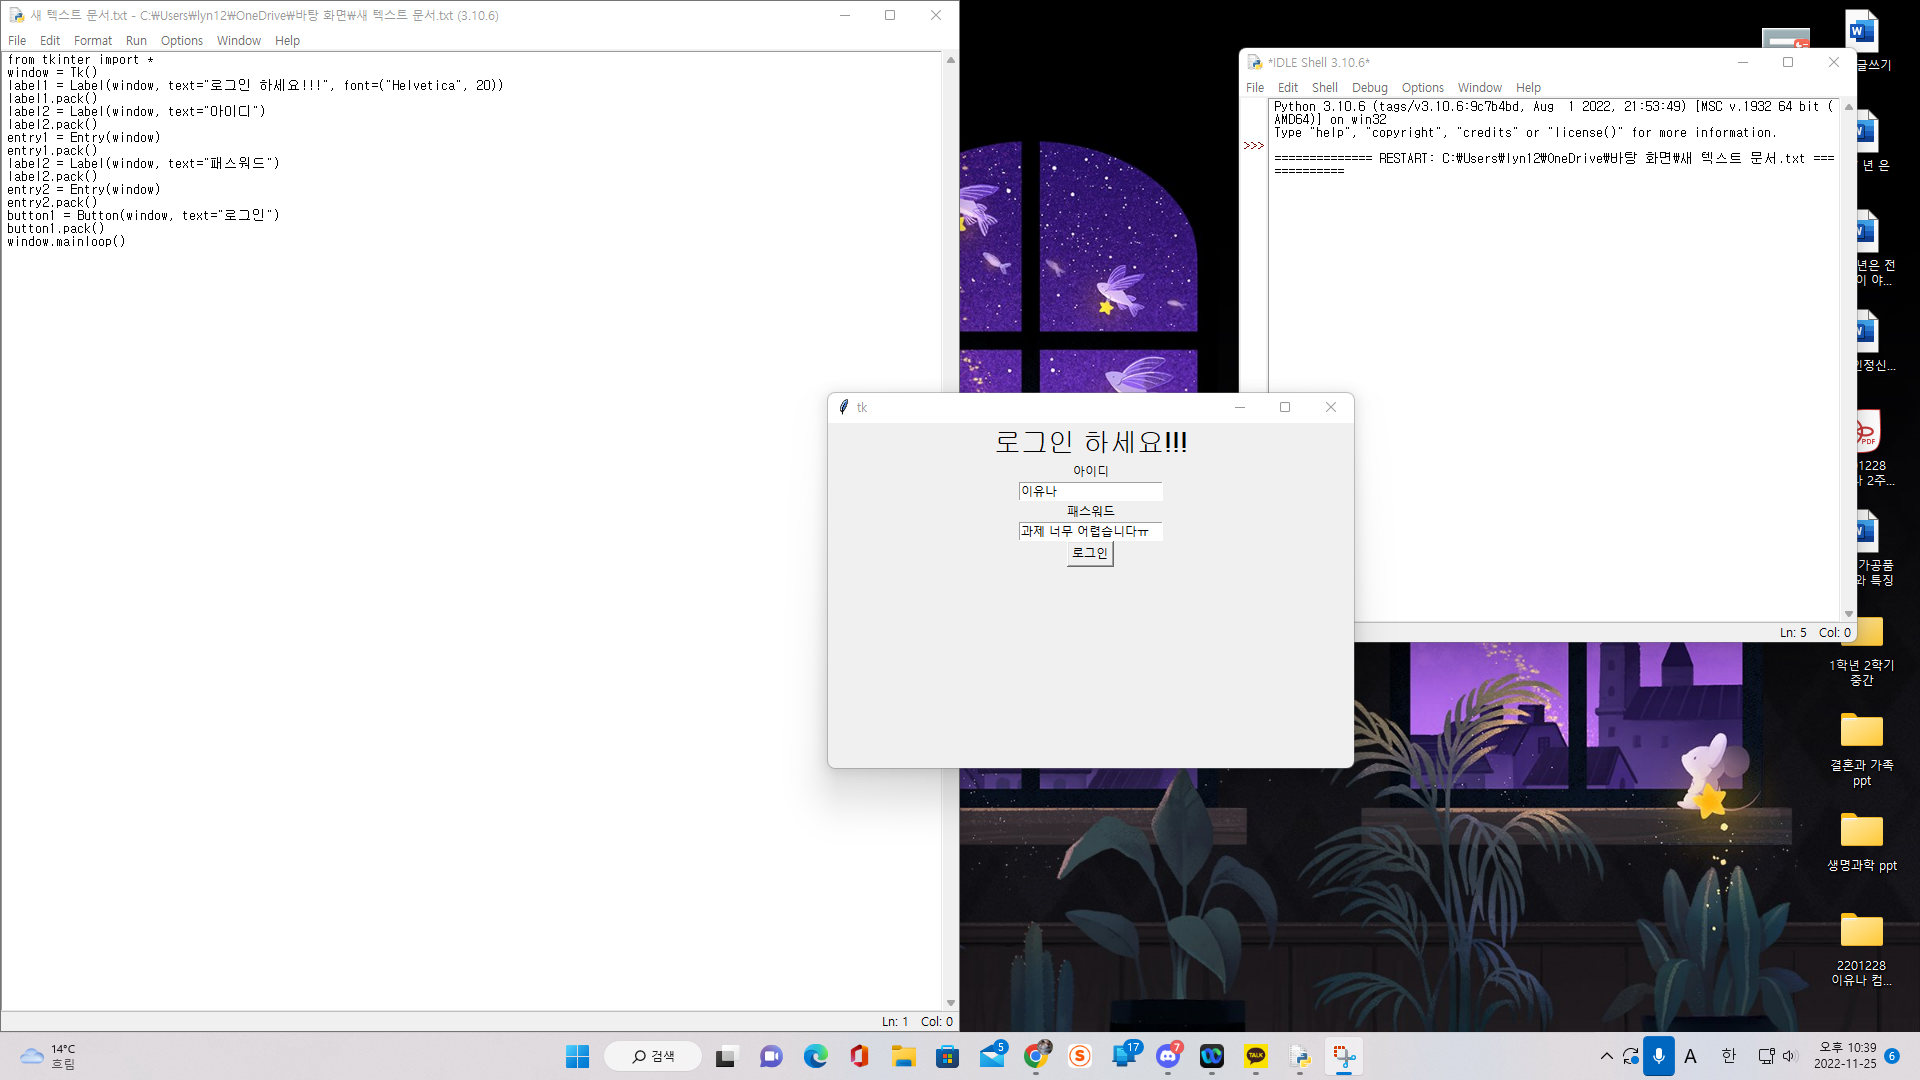 새 텍스트 문서.txt - C:₩Users₩lyn12₩OneDrive₩바탕 화면₩새 텍스트 문서.txt (3.10.6)
File Edit Format Run Options Window Help
from tkinter import *
window = Tk()
label1 = Label(window, text="로그인 하세요!!!", font=("Helvetica", 20))
label1.pack()
label2 = Label(window, text="아이디")
label2.pack()
entry1 = Entry(window)
entry1.pack()
label2 = Label(window, text="패스워드")
label2.pack()
entry2 = Entry(window)
entry2.pack()
button1 = Button(window, text="로그인")
button1.pack()
window.mainloop()
Ln: 1 Col: 0
*IDLE Shell 3.10.6*
File Edit Shell Debug Options Window Help
Python 3.10.6 (tags/v3.10.6:9c7b4bd, Aug  1 2022, 21:53:49) [MSC v.1932 64 bit (
AMD64)] on win32
Type "help", "copyright", "credits" or "license()" for more information.
>>>
============== RESTART: C:₩Users₩lyn12₩OneDrive₩바탕 화면₩새 텍스트 문서.txt ===
==========
Ln: 5 Col: 0
tk
로그인 하세요!!!
아이디
이유나
패스워드
과제 너무 어렵습니다ㅠ
로그인
글쓰기
년 은
년은 전
이 야...
인정신...
PDF
1228
2주...
가공품
와 특징
1학년 2학기
중간
결혼과 가족
ppt
생명과학 ppt
2201228
이유나 컴...
14°C
흐림
검색
5
17
7
TALK
A
한
오후 10:39
2022-11-25
6